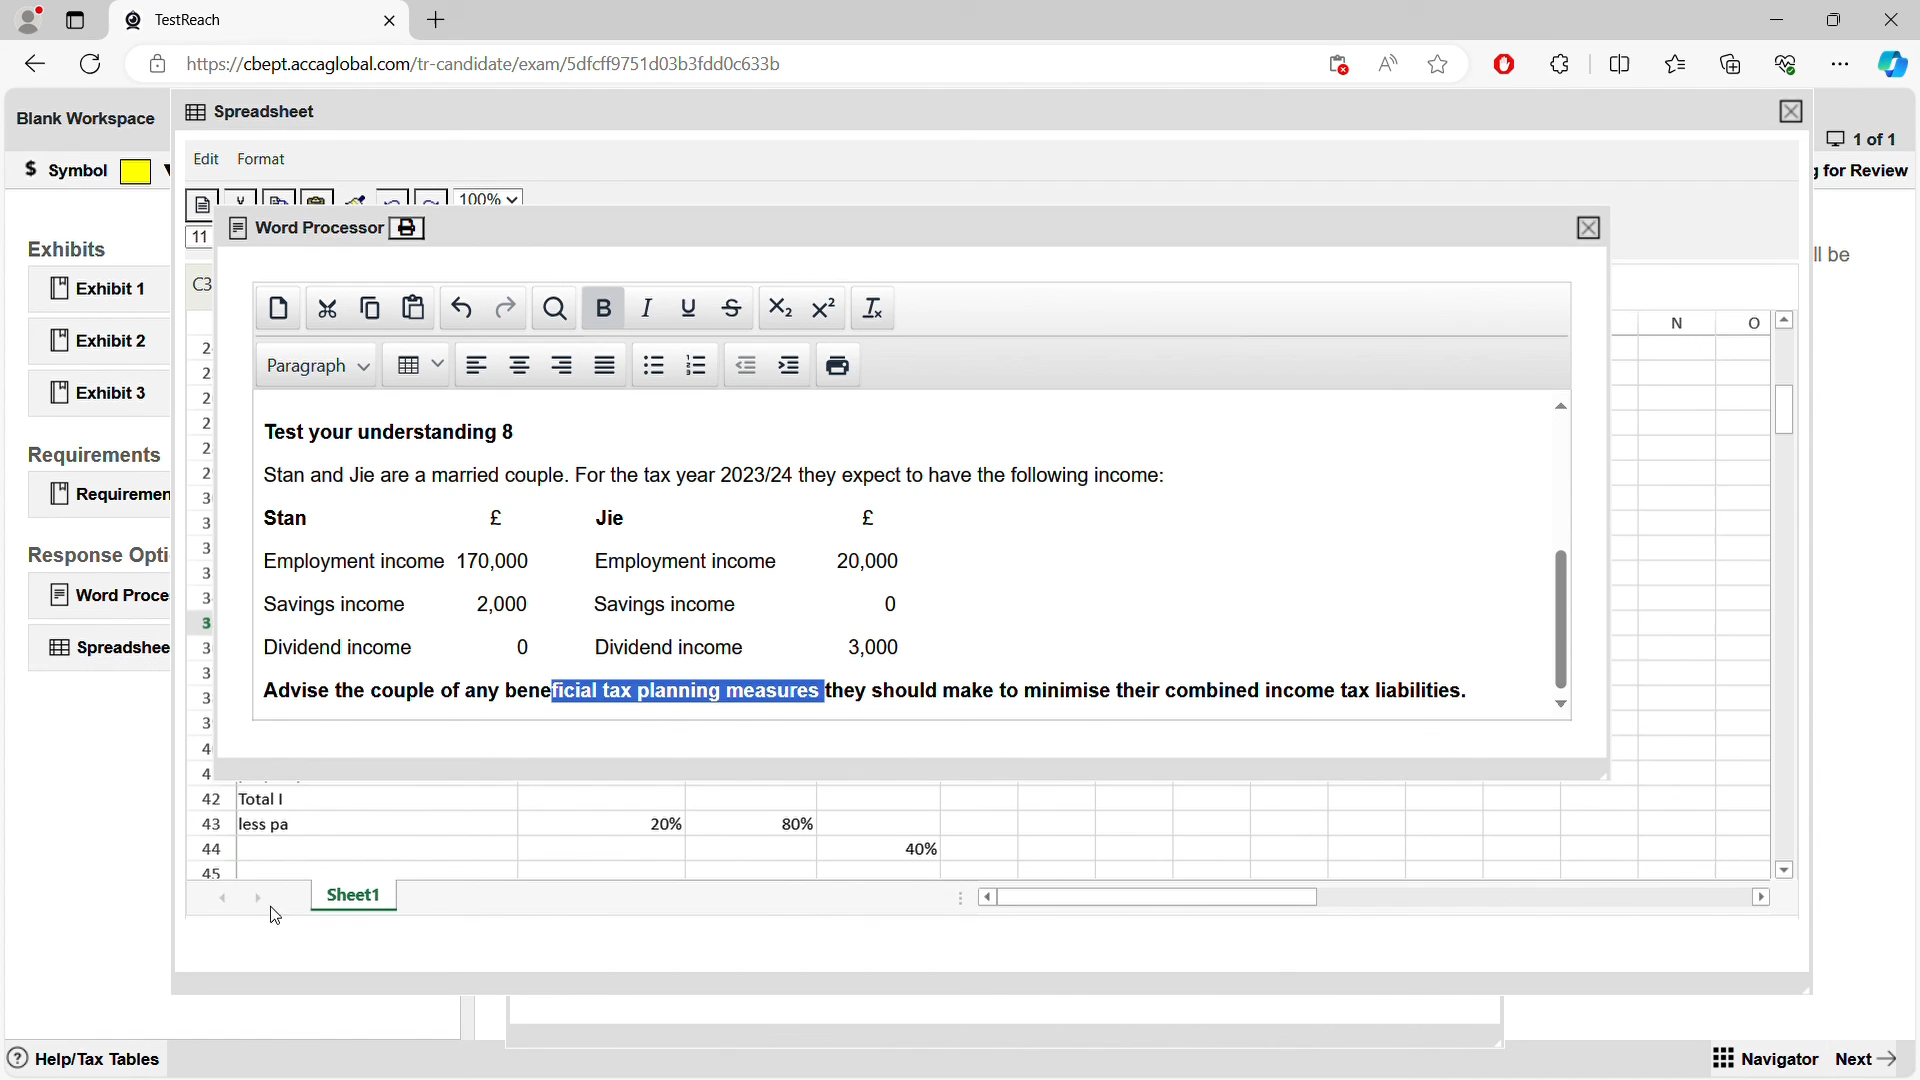 TestReach
https://cbept.accaglobal.com/tr-candidate/exam/5dfcff9751d03b3fdd0c633b
Blank Workspace
Spreadsheet
1 of 1
$ Symbol
Edit Format
g for Review
100%
11
Word Processor
Exhibits
ll be
Exhibit 1
C3
Exhibit 2
Paragraph
N O
Exhibit 3
Test your understanding 8
Requirements
Stan and Jie are a married couple. For the tax year 2023/24 they expect to have the following income:
Requiremen
Stan £ Jie £
Response Opti
Employment income 170,000 Employment income 20,000
Word Proce
Savings income 2,000 Savings income 0
Spreadshee
Dividend income 0 Dividend income 3,000
Advise the couple of any beneficial tax planning measures they should make to minimise their combined income tax liabilities.
42 Total I
43 less pa 20% 80%
44 40%
45
Sheet1
Help/Tax Tables
Navigator Next